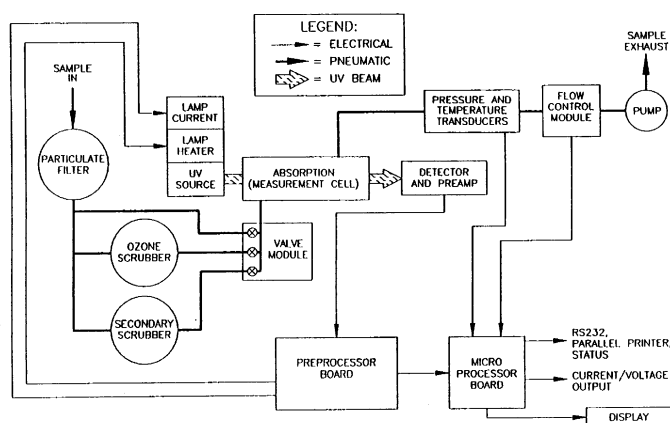 LEGEND:
= ELECTRICAL
= PNEUMATIC
= UV BEAM
SAMPLE
EXHAUST
SAMPLE
IN
LAMP
CURRENT
LAMP
HEATER
UV
SOURCE
PARTICULATE
FILTER
PRESSURE AND
TEMPERATURE
TRANSDUCERS
FLOW
CONTROL
MODULE
PUMP
ABSORPTION
(MEASUREMENT CELL)
DETECTOR
AND PREAMP
OZONE
SCRUBBER
VALVE
MODULE
SECONDARY
SCRUBBER
PREPROCESSOR
BOARD
MICRO
PROCESSOR
BOARD
RS232,
PARALLEL PRINTER,
STATUS
CURRENT/VOLTAGE
OUTPUT
DISPLAY